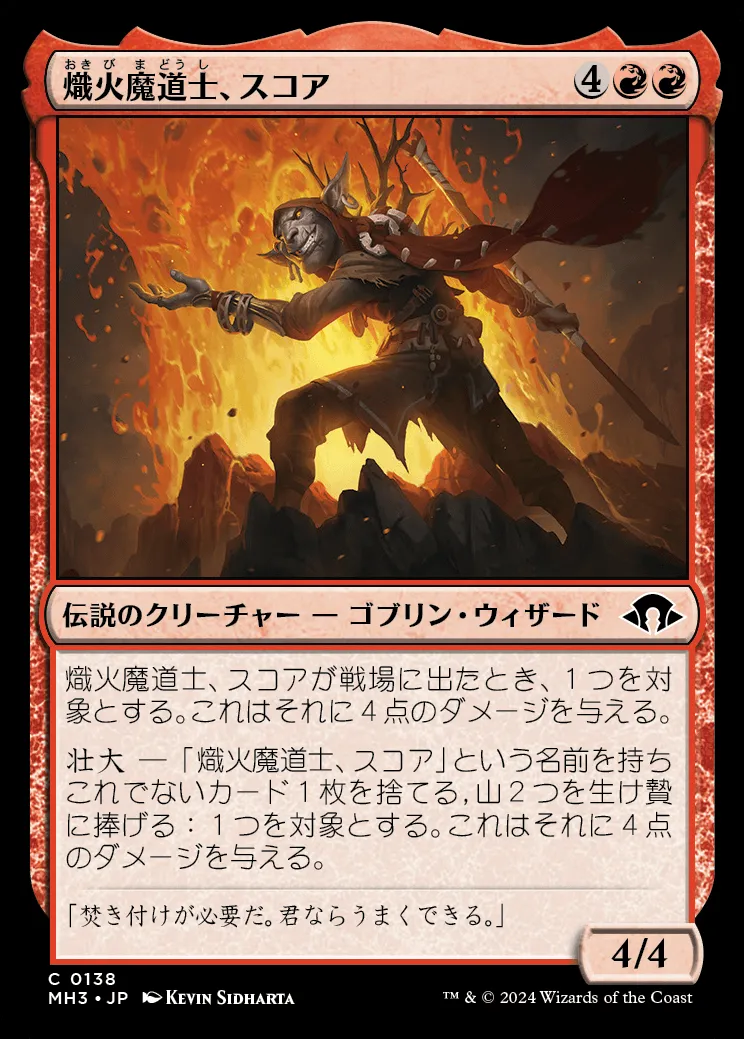 おきびまどうし
熾火魔道士、スコア
4
伝説のクリーチャー — ゴブリン・ウィザード
熾火魔道士、スコアが戦場に出たとき、1つを対
象とする。これはそれに4点のダメージを与える。
壮大 ―「熾火魔道士、スコア」という名前を持ち
これでないカード1枚を捨てる, 山2つを生け贄
に捧げる：1つを対象とする。これはそれに4点
のダメージを与える。
「焚き付けが必要だ。君ならうまくできる。」
4/4
C 0138
MH3 • JP Kevin Sidharta
™ & © 2024 Wizards of the Coast